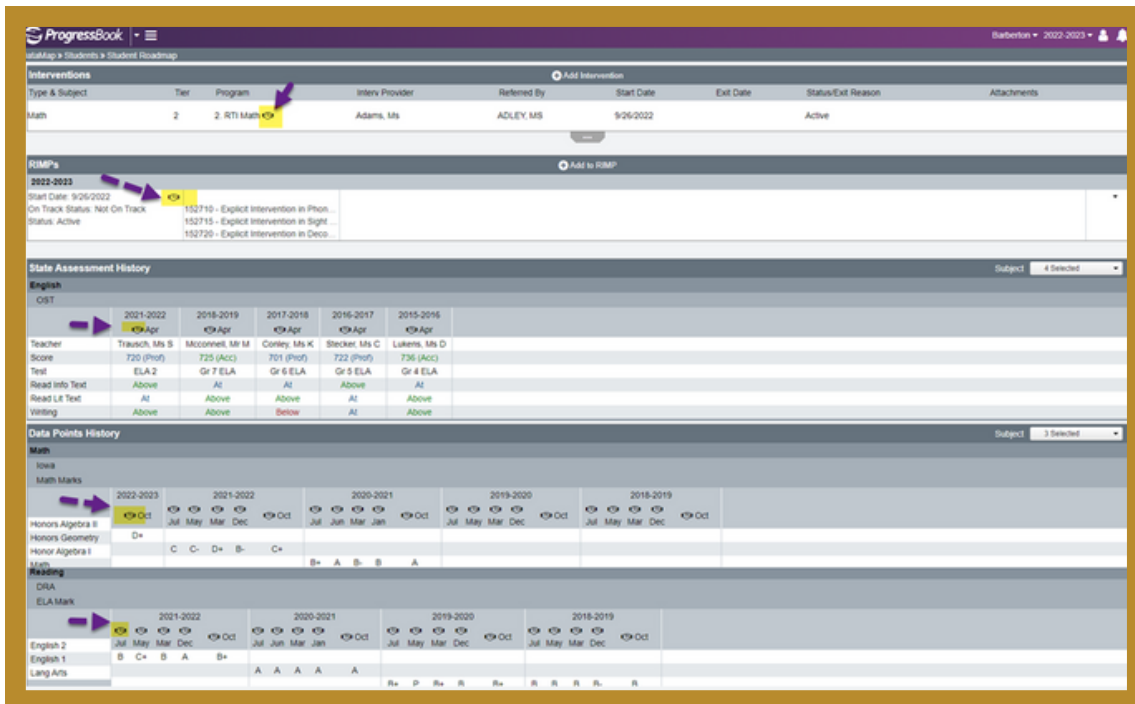 ProgressBook
Barberton 2022-2023
ataMap > Students > Student Roadmap
Interventions Add Intervention
Type & Subject Tier Program Interv Provider Referred By Start Date Exit Date Status/Exit Reason Attachments
Math 2 2. RTI Math Adams, Ms ADLEY, MS 9/26/2022 Active
RIMPs Add to RIMP
2022-2023
Start Date: 9/26/2022
On Track Status: Not On Track 152710 - Explicit Intervention in Phon...
Status: Active 152715 - Explicit Intervention in Sight ...
152720 - Explicit Intervention in Deco...
State Assessment History Subject 4 Selected
English
OST
2021-2022 2018-2019 2017-2018 2016-2017 2015-2016
Apr Apr Apr Apr Apr
Teacher Trausch, Ms S Mcconnell, Mr M Conley, Ms K Stecker, Ms C Lukens, Ms D
Score 720 (Prof) 725 (Acc) 701 (Prof) 722 (Prof) 736 (Acc)
Test ELA 2 Gr 7 ELA Gr 6 ELA Gr 5 ELA Gr 4 ELA
Read Info Text Above At At Above At
Read Lit Text At Above Above At Above
Writing Above Above Below At Above
Data Points History Subject 3 Selected
Math
Iowa
Math Marks
2022-2023 2021-2022 2020-2021 2019-2020 2018-2019
Oct Jul May Mar Dec Oct Jul Jun Mar Jan Oct Jul May Mar Dec Oct Jul May Mar Dec Oct
Honors Algebra II
Honors Geometry D+
Honor Algebra I C C- D+ B- C+
Math B+ A B- B A
Reading
DRA
ELA Mark
2021-2022 2020-2021 2019-2020 2018-2019
Jul May Mar Dec Oct Jul Jun Mar Jan Oct Jul May Mar Dec Oct Jul May Mar Dec Oct
English 2
English 1 B C+ B A B+
Lang Arts A A A A A